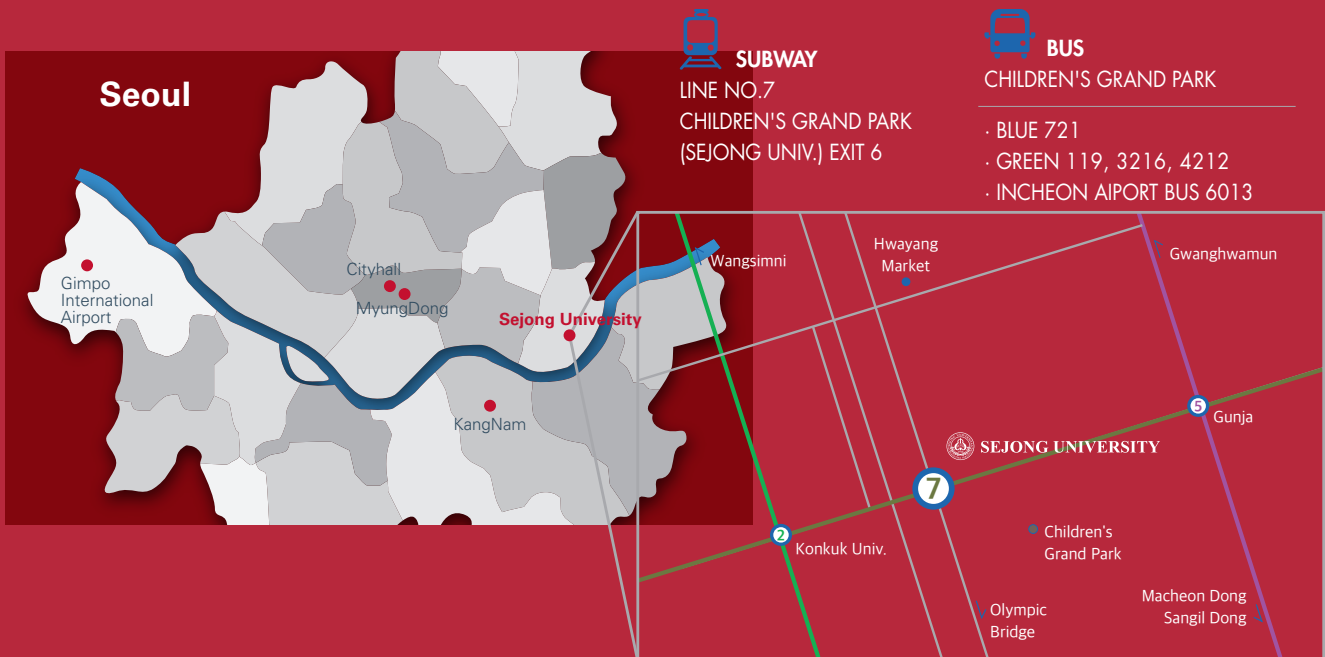 Seoul
Gimpo
International
Airport
Cityhall
MyungDong
Sejong University
KangNam
SUBWAY
LINE NO.7
CHILDREN'S GRAND PARK
(SEJONG UNIV.) EXIT 6
BUS
CHILDREN'S GRAND PARK
· BLUE 721
· GREEN 119, 3216, 4212
· INCHEON AIPORT BUS 6013
Wangsimni
Hwayang
Market
Gwanghwamun
5
Gunja
SEJONG UNIVERSITY
7
2
Konkuk Univ.
Children's
Grand Park
Olympic
Bridge
Macheon Dong
Sangil Dong